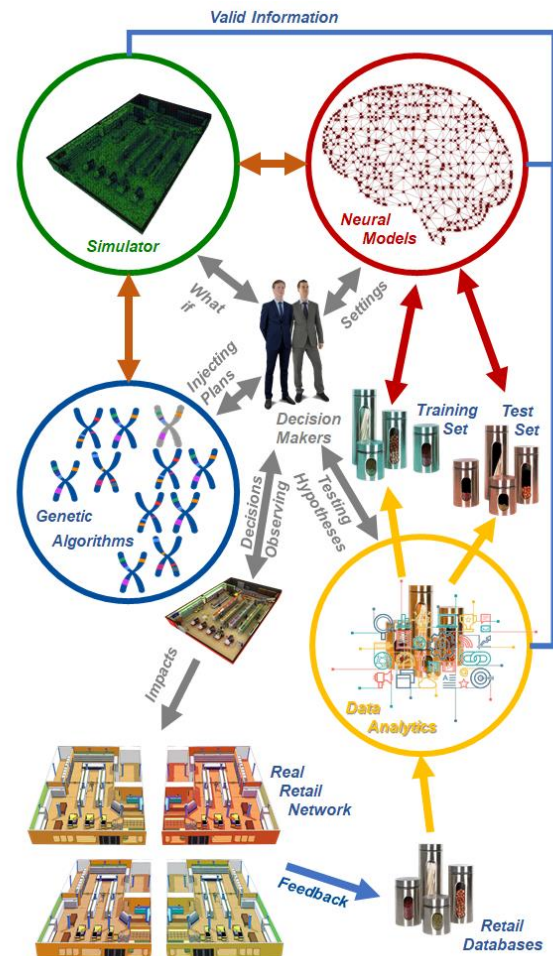 Valid Information
Simulator
Neural
Models
What
if
Settings
Injecting
Plans
Decision
Makers
Training
Set
Test
Set
Genetic
Algorithms
Decisions
Observing
Testing
Hypotheses
Impacts
Data
Analytics
Real
Retail
Network
Feedback
Retail
Databases